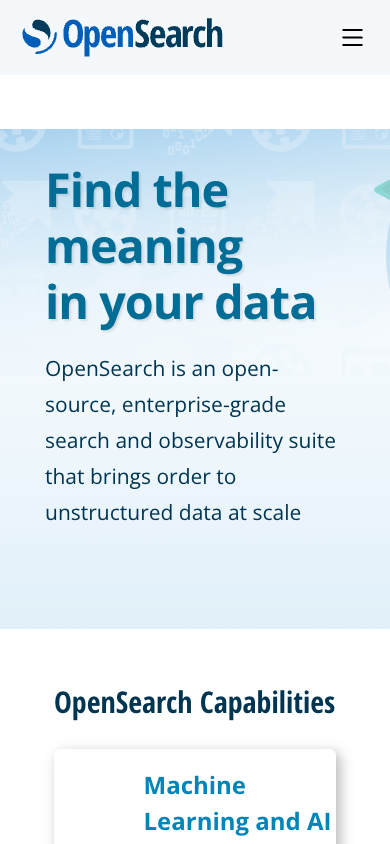 OpenSearch
Find the
meaning
in your data
OpenSearch is an open-
source, enterprise-grade
search and observability suite
that brings order to
unstructured data at scale
OpenSearch Capabilities
Machine
Learning and AI